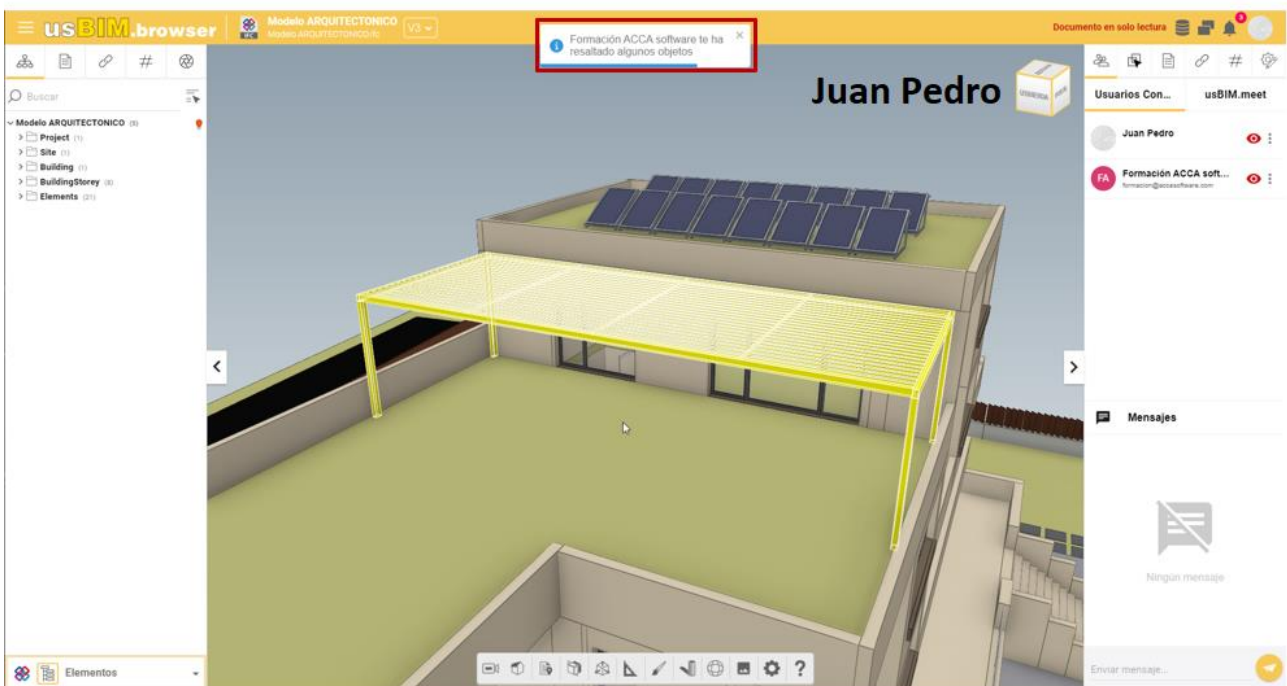 usBIM.browser
IFC
Modelo ARQUITECTONICO
Modelo ARQUITECTONICO.ifc
V3
Formación ACCA software te ha
resaltado algunos objetos
Documento en solo lectura
3
Buscar
Modelo ARQUITECTONICO (5)
Project (1)
Site (1)
Building (1)
BuildingStorey (8)
Elements (21)
Juan Pedro
Usuarios Con...
usBIM.meet
Juan Pedro
FA
Formación ACCA soft...
formacion@accasoftware.com
Mensajes
Ningún mensaje
Enviar mensaje...
Elementos